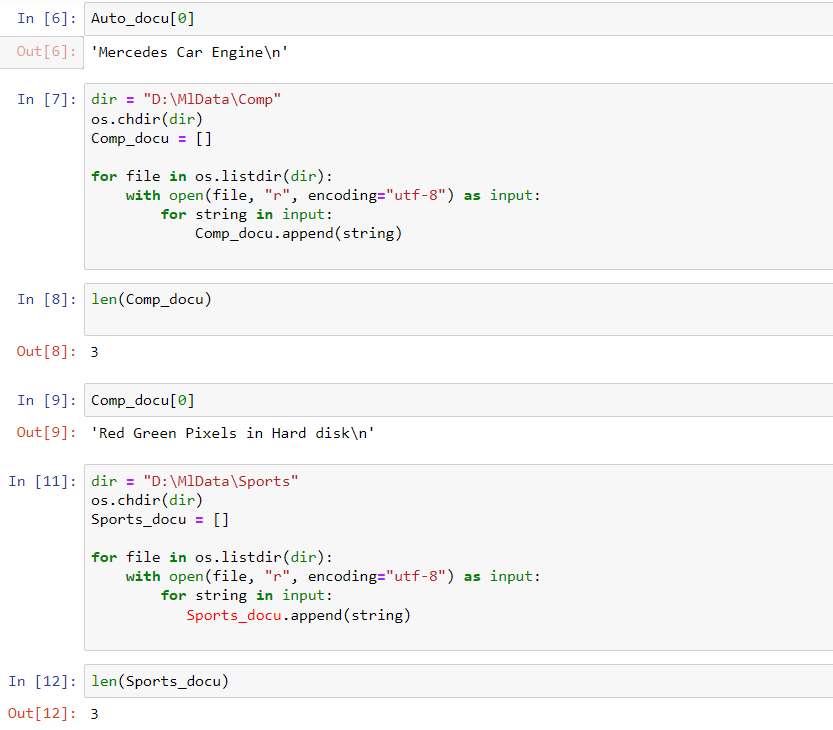 In [6]: Auto_docu[0]
Out[6]: 'Mercedes Car Engine\n'
In [7]: dir = "D:\MlData\Comp"
os.chdir(dir)
Comp_docu = []
for file in os.listdir(dir):
    with open(file, "r", encoding="utf-8") as input:
        for string in input:
            Comp_docu.append(string)
In [8]: len(Comp_docu)
Out[8]: 3
In [9]: Comp_docu[0]
Out[9]: 'Red Green Pixels in Hard disk\n'
In [11]: dir = "D:\MlData\Sports"
os.chdir(dir)
Sports_docu = []
for file in os.listdir(dir):
    with open(file, "r", encoding="utf-8") as input:
        for string in input:
           Sports_docu.append(string)
In [12]: len(Sports_docu)
Out[12]: 3